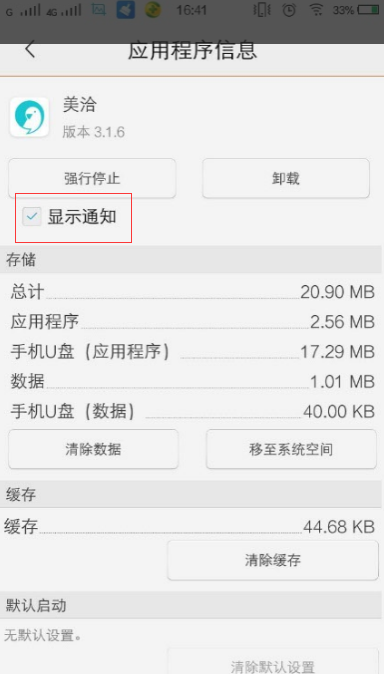 G 4G 16:41 33%
应用程序信息
美洽
版本 3.1.6
强行停止 卸载
显示通知
存储
总计 20.90 MB
应用程序 2.56 MB
手机U盘（应用程序） 17.29 MB
数据 1.01 MB
手机U盘（数据） 40.00 KB
清除数据 移至系统空间
缓存
缓存 44.68 KB
清除缓存
默认启动
无默认设置。
清除默认设置